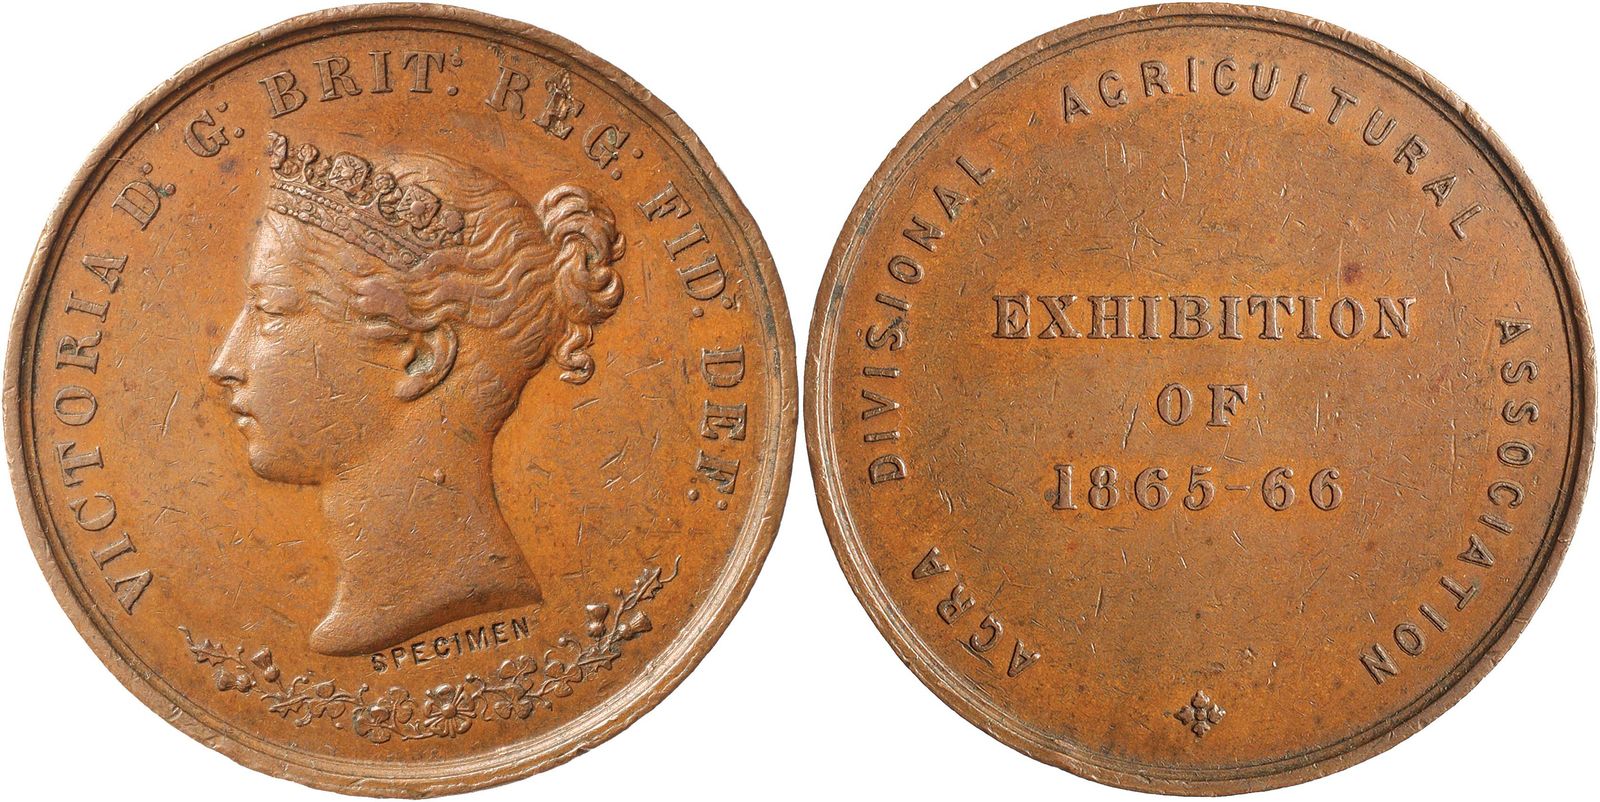 VICTORIA D: G: BRIT: REG: FID: DEF:
SPECIMEN
AGRA DIVISIONAL AGRICULTURAL ASSOCIATION
EXHIBITION
OF
1865-66